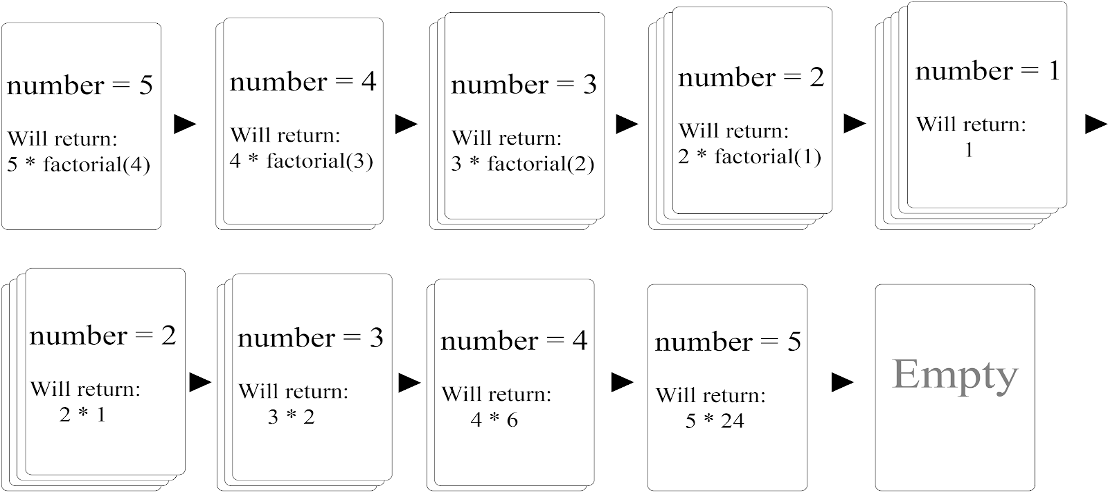 number = 5
Will return:
5 * factorial(4)
number = 4
Will return:
4 * factorial(3)
number = 3
Will return:
3 * factorial(2)
number = 2
Will return:
2 * factorial(1)
number = 1
Will return:
1
number = 2
Will return:
2 * 1
number = 3
Will return:
3 * 2
number = 4
Will return:
4 * 6
number = 5
Will return:
5 * 24
Empty